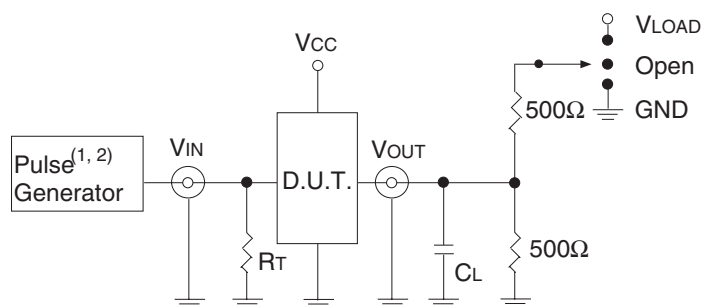 VLOAD
VCC
Open
500Ω
GND
Pulse(1, 2)
Generator
VIN
VOUT
D.U.T.
RT
CL
500Ω